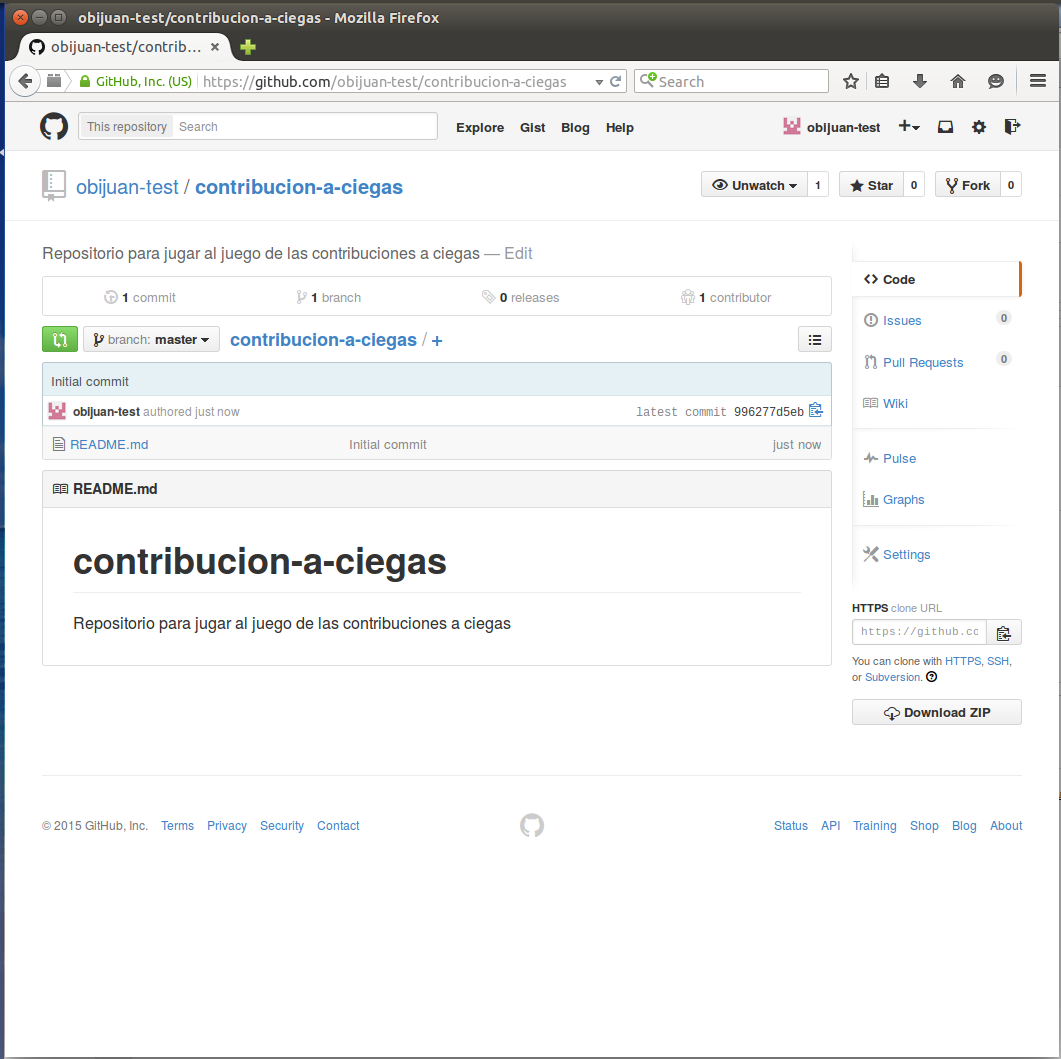 obijuan-test/contribucion-a-ciegas - Mozilla Firefox
obijuan-test/contrib...
GitHub, Inc. (US) https://github.com/obijuan-test/contribucion-a-ciegas Search
This repository Search Explore Gist Blog Help obijuan-test
obijuan-test / contribucion-a-ciegas Unwatch 1 Star 0 Fork 0
Repositorio para jugar al juego de las contribuciones a ciegas — Edit
1 commit 1 branch 0 releases 1 contributor
branch: master contribucion-a-ciegas / +
Initial commit
obijuan-test authored just now latest commit 996277d5eb
README.md Initial commit just now
README.md
contribucion-a-ciegas
Repositorio para jugar al juego de las contribuciones a ciegas
Code
Issues 0
Pull Requests 0
Wiki
Pulse
Graphs
Settings
HTTPS clone URL
https://github.cc
You can clone with HTTPS, SSH,
or Subversion.
Download ZIP
© 2015 GitHub, Inc. Terms Privacy Security Contact Status API Training Shop Blog About